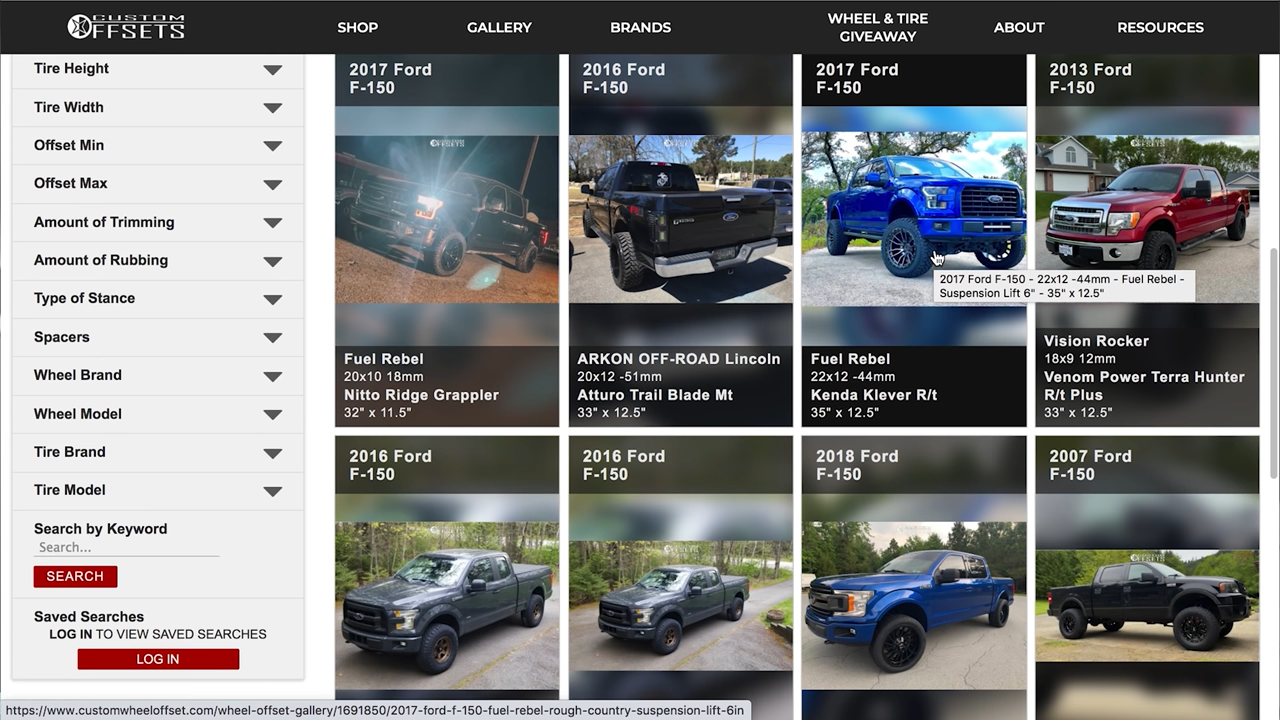 CUSTOM
OFFSETS
SHOP
GALLERY
BRANDS
WHEEL & TIRE
GIVEAWAY
ABOUT
RESOURCES
Tire Height
Tire Width
Offset Min
Offset Max
Amount of Trimming
Amount of Rubbing
Type of Stance
Spacers
Wheel Brand
Wheel Model
Tire Brand
Tire Model
Search by Keyword
Search...
SEARCH
Saved Searches
LOG IN TO VIEW SAVED SEARCHES
LOG IN
2017 Ford
F-150
Fuel Rebel
20x10 18mm
Nitto Ridge Grappler
32" x 11.5"
2016 Ford
F-150
ARKON OFF-ROAD Lincoln
20x12 -51mm
Atturo Trail Blade Mt
33" x 12.5"
2017 Ford
F-150
2017 Ford F-150 - 22x12 -44mm - Fuel Rebel -
Suspension Lift 6" - 35" x 12.5"
Fuel Rebel
22x12 -44mm
Kenda Klever R/t
35" x 12.5"
2013 Ford
F-150
Vision Rocker
18x9 12mm
Venom Power Terra Hunter
R/t Plus
33" x 12.5"
2016 Ford
F-150
2016 Ford
F-150
2018 Ford
F-150
2007 Ford
F-150
https://www.customwheeloffset.com/wheel-offset-gallery/1691850/2017-ford-f-150-fuel-rebel-rough-country-suspension-lift-6in